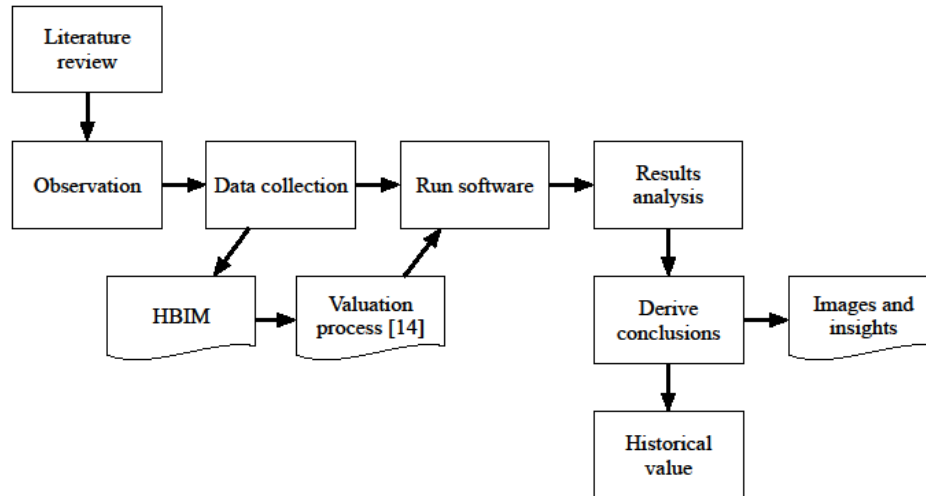 Literature
review
Observation
Data collection
Run software
Results
analysis
HBIM
Valuation
process [14]
Derive
conclusions
Images and
insights
Historical
value